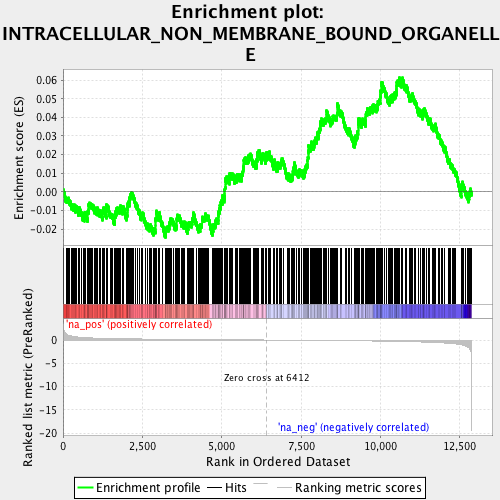 Enrichment plot:
INTRACELLULAR_NON_MEMBRANE_BOUND_ORGANELL
E
Enrichment score (ES)
0.06
0.05
0.04
0.03
0.02
0.01
0.00
-0.01
-0.02
'na_pos' (positively correlated)
Ranked list metric (PreRanked)
0
-5
-10
-15
-20
Zero cross at 6412
'na_neg' (negatively correlated)
0
2,500
5,000
7,500
10,000
12,500
Rank in Ordered Dataset
Enrichment profile
Hits
Ranking metric scores